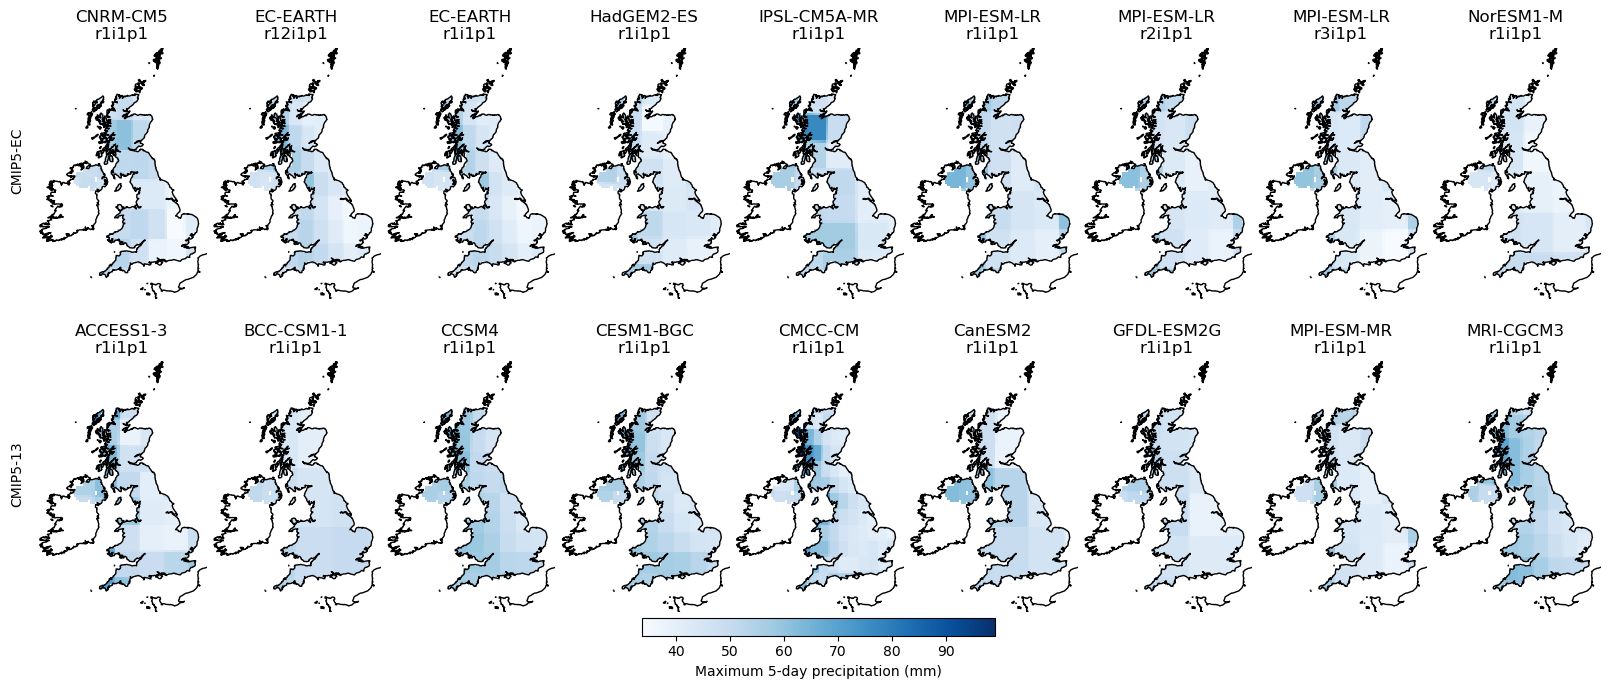 CNRM-CM5
r1i1p1
EC-EARTH
r12i1p1
EC-EARTH
r1i1p1
HadGEM2-ES
r1i1p1
IPSL-CM5A-MR
r1i1p1
MPI-ESM-LR
r1i1p1
MPI-ESM-LR
r2i1p1
MPI-ESM-LR
r3i1p1
NorESM1-M
r1i1p1
CMIP5-EC
ACCESS1-3
r1i1p1
BCC-CSM1-1
r1i1p1
CCSM4
r1i1p1
CESM1-BGC
r1i1p1
CMCC-CM
r1i1p1
CanESM2
r1i1p1
GFDL-ESM2G
r1i1p1
MPI-ESM-MR
r1i1p1
MRI-CGCM3
r1i1p1
CMIP5-13
40 50 60 70 80 90
Maximum 5-day precipitation (mm)